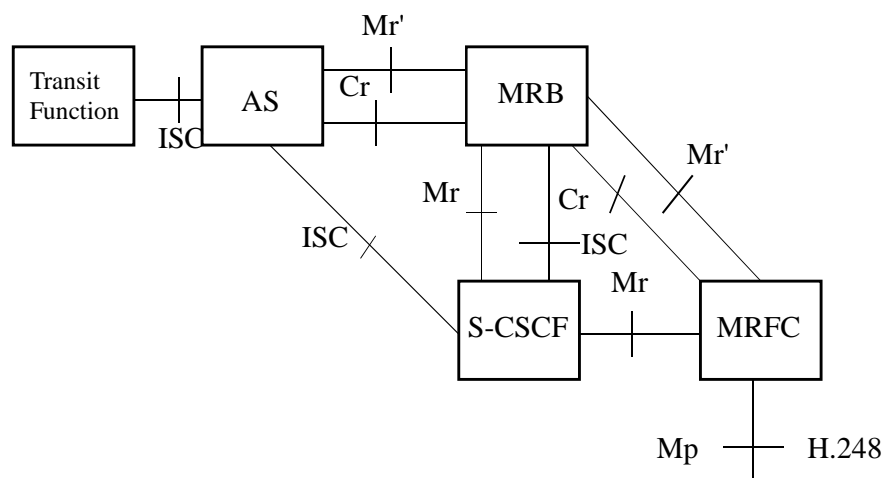 Mr'
Transit
Function
AS
Cr
MRB
ISC
Mr'
Mr
Cr
ISC
ISC
Mr
S-CSCF
MRFC
Mp
H.248